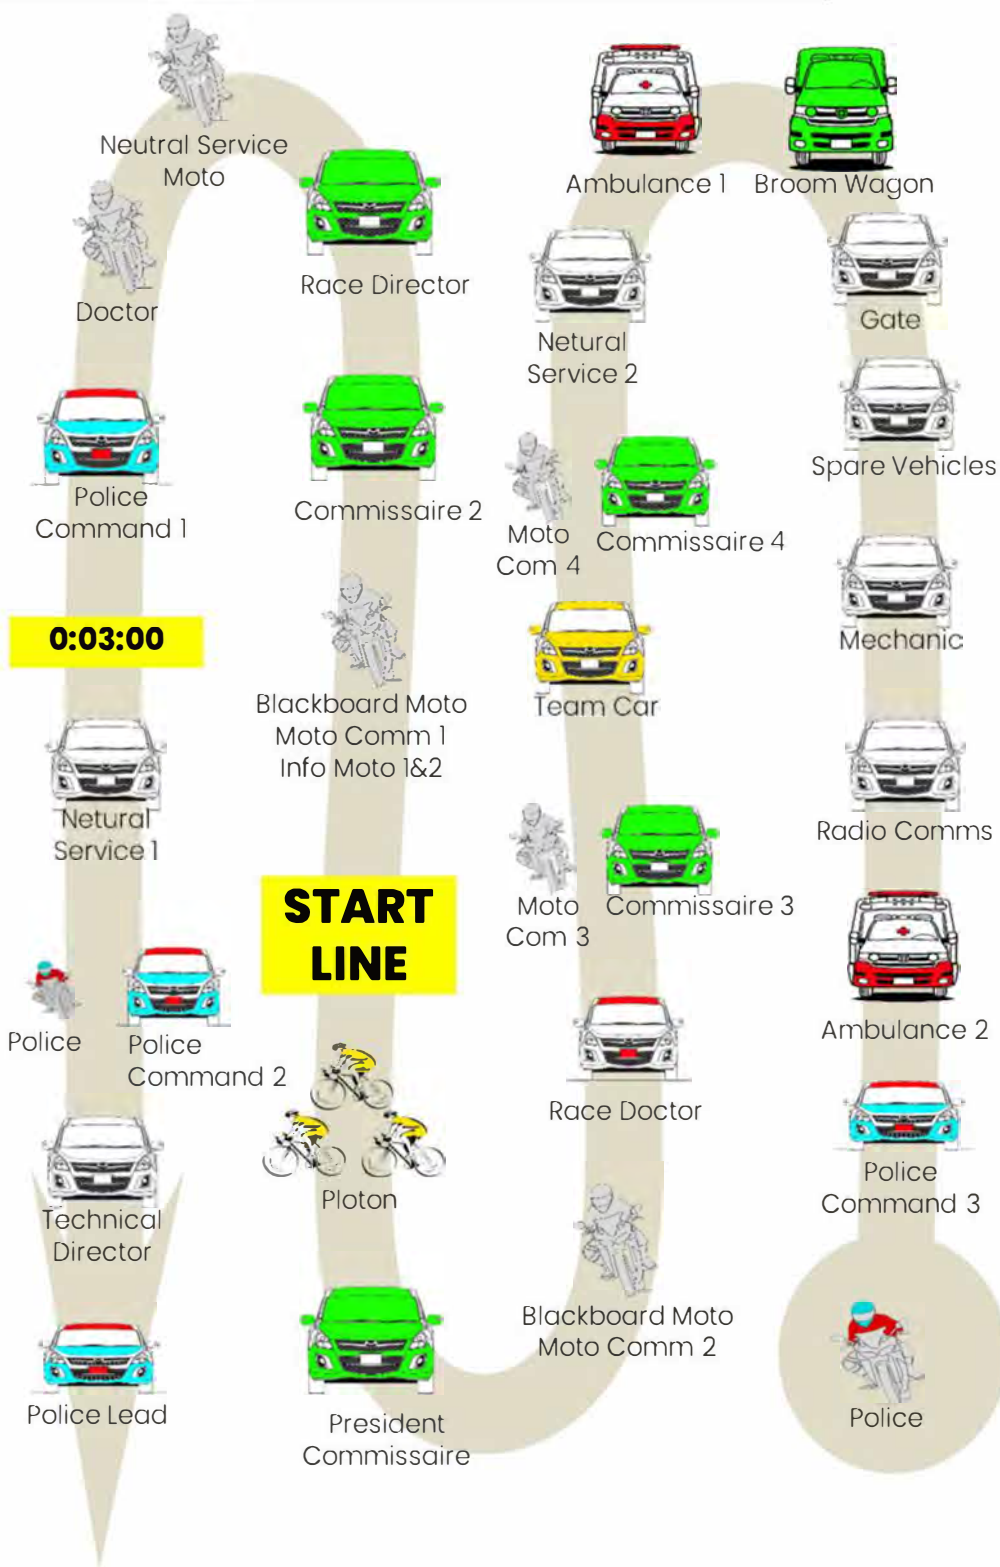 Neutral Service
Moto
Doctor
Police
Command 1
0:03:00
Netural
Service 1
Police
Police
Command 2
Technical
Director
Police Lead
Race Director
Commissaire 2
Blackboard Moto
Moto Comm 1
Info Moto 1&2
START
LINE
Ploton
President
Commissaire
Ambulance 1
Netural
Service 2
Moto
Com 4
Commissaire 4
Team Car
Moto
Com 3
Commissaire 3
Race Doctor
Blackboard Moto
Moto Comm 2
Broom Wagon
Gate
Spare Vehicles
Mechanic
Radio Comms
Ambulance 2
Police
Command 3
Police